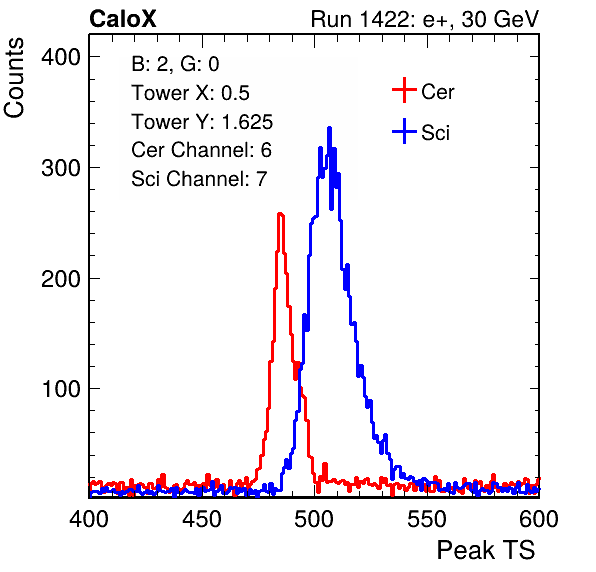 CaloX Run 1422: e+, 30 GeV
Counts
400
300
200
100
B: 2, G: 0
Tower X: 0.5
Tower Y: 1.625
Cer Channel: 6
Sci Channel: 7
Cer
Sci
400 450 500 550 600
Peak TS